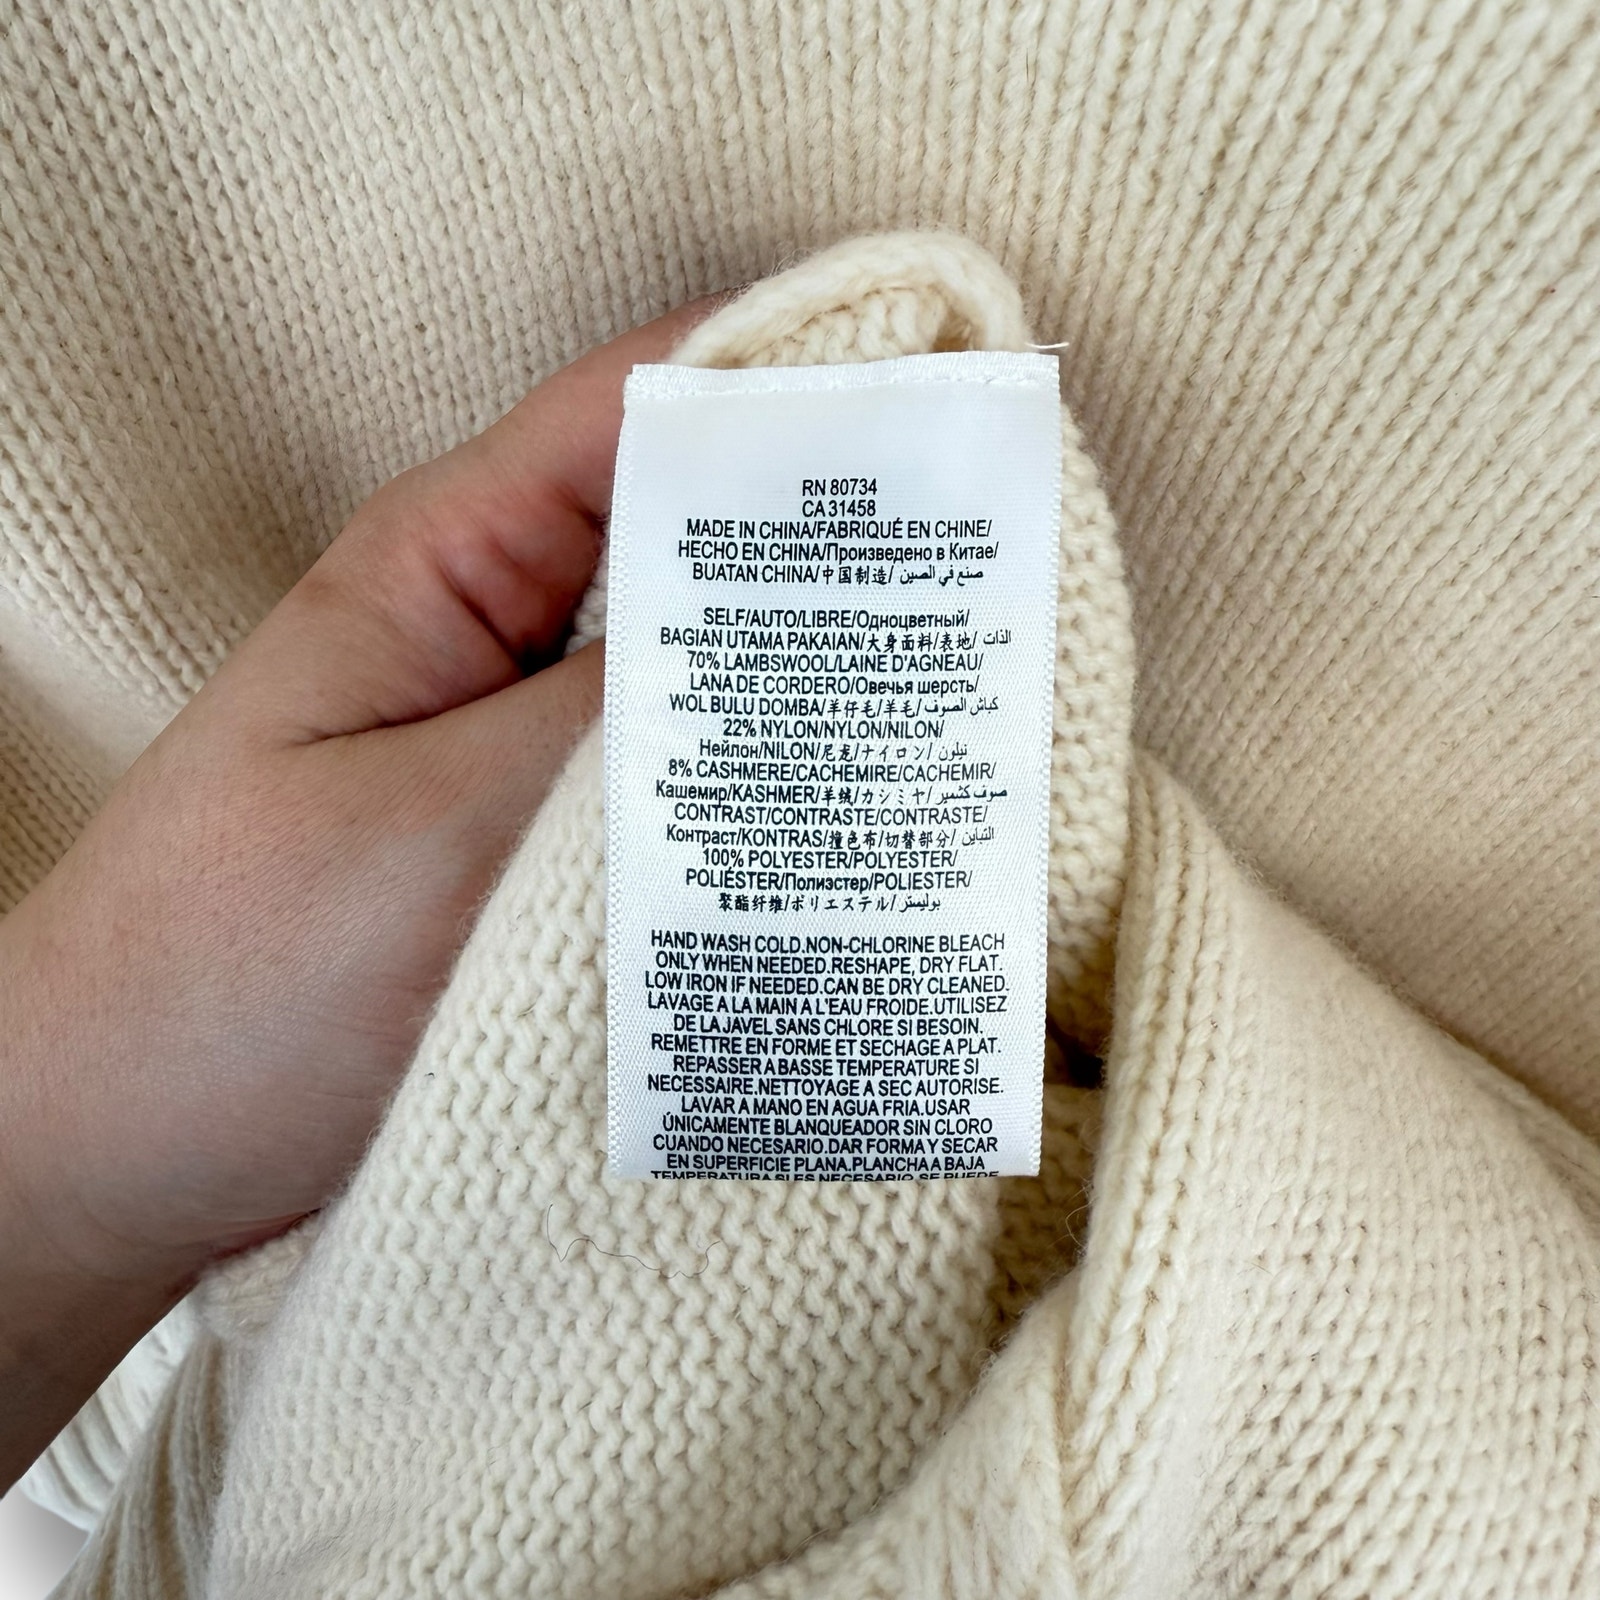 RN 80734
CA 31458
MADE IN CHINA/FABRIQUÉ EN CHINE/
HECHO EN CHINA/Произведено в Китае/
BUATAN CHINA/中国制造/ صنع في الصين
SELF/AUTO/LIBRE/Одноцветный/
BAGIAN UTAMA PAKAIAN/大身面料/表地/ الذات
70% LAMBSWOOL/LAINE D'AGNEAU/
LANA DE CORDERO/Овечья шерсть/
WOL BULU DOMBA/羊仔毛/羊毛/ كباش الصوف
22% NYLON/NYLON/NILON/
Нейлон/NILON/尼龙/ナイロン/ نيلون
8% CASHMERE/CACHEMIRE/CACHEMIR/
Кашемир/KASHMER/羊绒/カシミヤ/ صوف كشمير
CONTRAST/CONTRASTE/CONTRASTE/
Контраст/KONTRAS/撞色布/切替部分/ التباين
100% POLYESTER/POLYESTER/
POLIÉSTER/Полиэстер/POLIESTER/
聚酯纤维/ポリエステル/ بوليستر
HAND WASH COLD.NON-CHLORINE BLEACH
ONLY WHEN NEEDED.RESHAPE, DRY FLAT.
LOW IRON IF NEEDED.CAN BE DRY CLEANED.
LAVAGE A LA MAIN A L'EAU FROIDE.UTILISEZ
DE LA JAVEL SANS CHLORE SI BESOIN.
REMETTRE EN FORME ET SECHAGE A PLAT.
REPASSER A BASSE TEMPERATURE SI
NECESSAIRE.NETTOYAGE A SEC AUTORISE.
LAVAR A MANO EN AGUA FRIA.USAR
ÚNICAMENTE BLANQUEADOR SIN CLORO
CUANDO NECESARIO.DAR FORMA Y SECAR
EN SUPERFICIE PLANA.PLANCHA A BAJA
TEMPERATURA SI ES NECESARIO. SE PUEDE